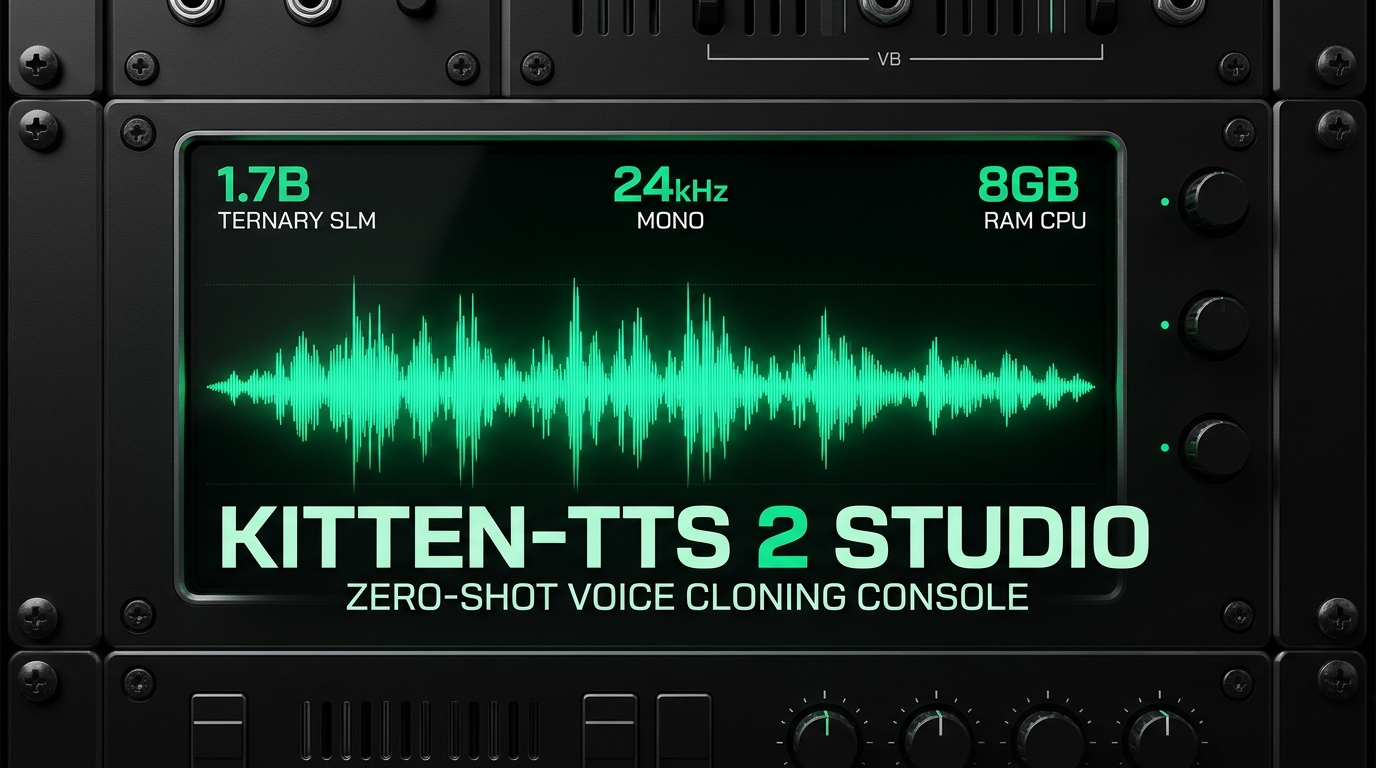 VB
1.7B
TERNARY SLM
24kHz
MONO
8GB
RAM CPU
KITTEN-TTS 2 STUDIO
ZERO-SHOT VOICE CLONING CONSOLE